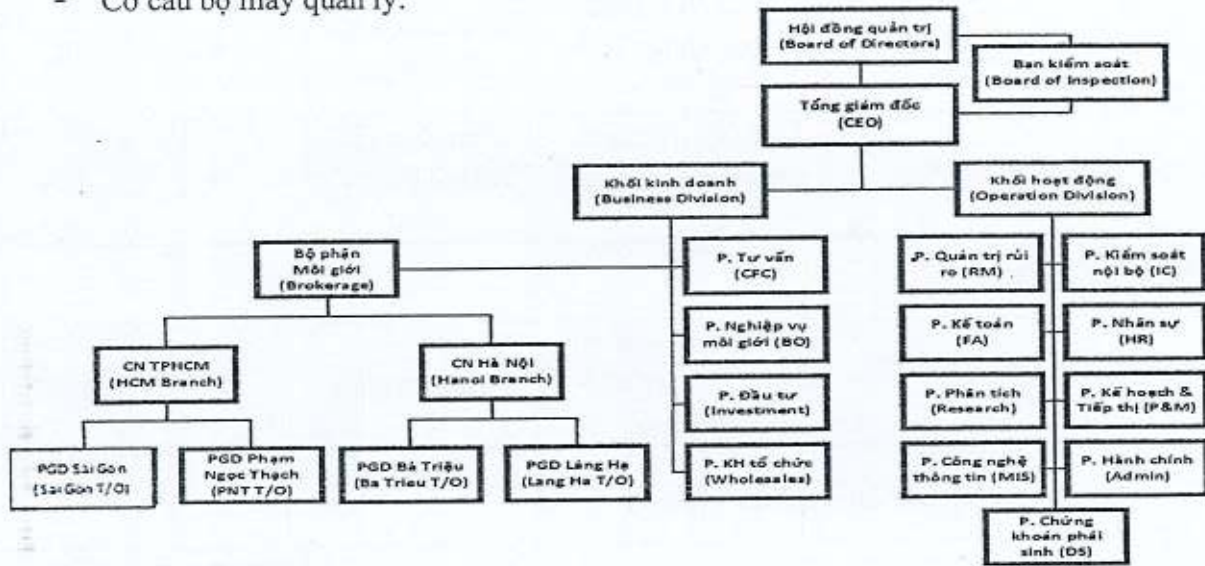 - Cơ cấu bộ máy quản lý:
Hội đồng quản trị
(Board of Directors)
Ban kiểm soát
(Board of Inspection)
Tổng giám đốc
(CEO)
Khối kinh doanh
(Business Division)
Khối hoạt động
(Operation Division)
Bộ phận
Môi giới
(Brokerage)
P. Tư vấn
(CFC)
P. Quản trị rủi
ro (RM)
P. Kiểm soát
nội bộ (IC)
P. Nghiệp vụ
môi giới (BO)
P. Kế toán
(FA)
P. Nhân sự
(HR)
CN TPHCM
(HCM Branch)
CN Hà Nội
(Hanoi Branch)
P. Đầu tư
(Investment)
P. Phân tích
(Research)
P. Kế hoạch &
Tiếp thị (P&M)
PGD Sài Gòn
(Sai Gon T/O)
PGD Phạm
Ngọc Thạch
(PNT T/O)
PGD Bà Triệu
(Ba Trieu T/O)
PGD Láng Hạ
(Lang Ha T/O)
P. KH tổ chức
(Wholesales)
P. Công nghệ
thông tin (MIS)
P. Hành chính
(Admin)
P. Chứng
khoán phái
sinh (DS)